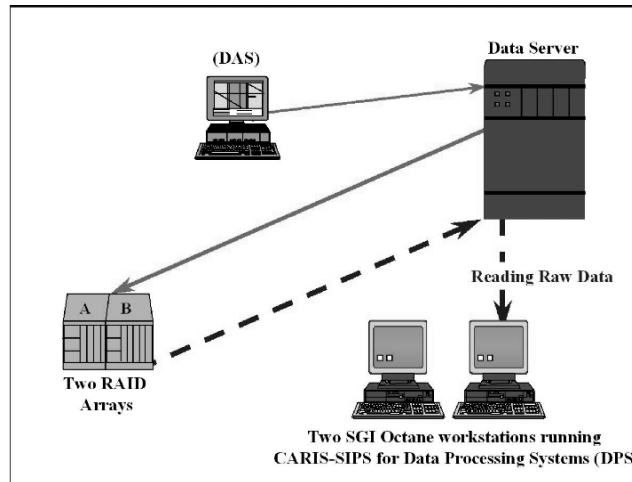 (DAS)
Data Server
Reading Raw Data
A B
Two RAID
Arrays
Two SGI Octane workstations running
CARIS-SIPS for Data Processing Systems (DPS